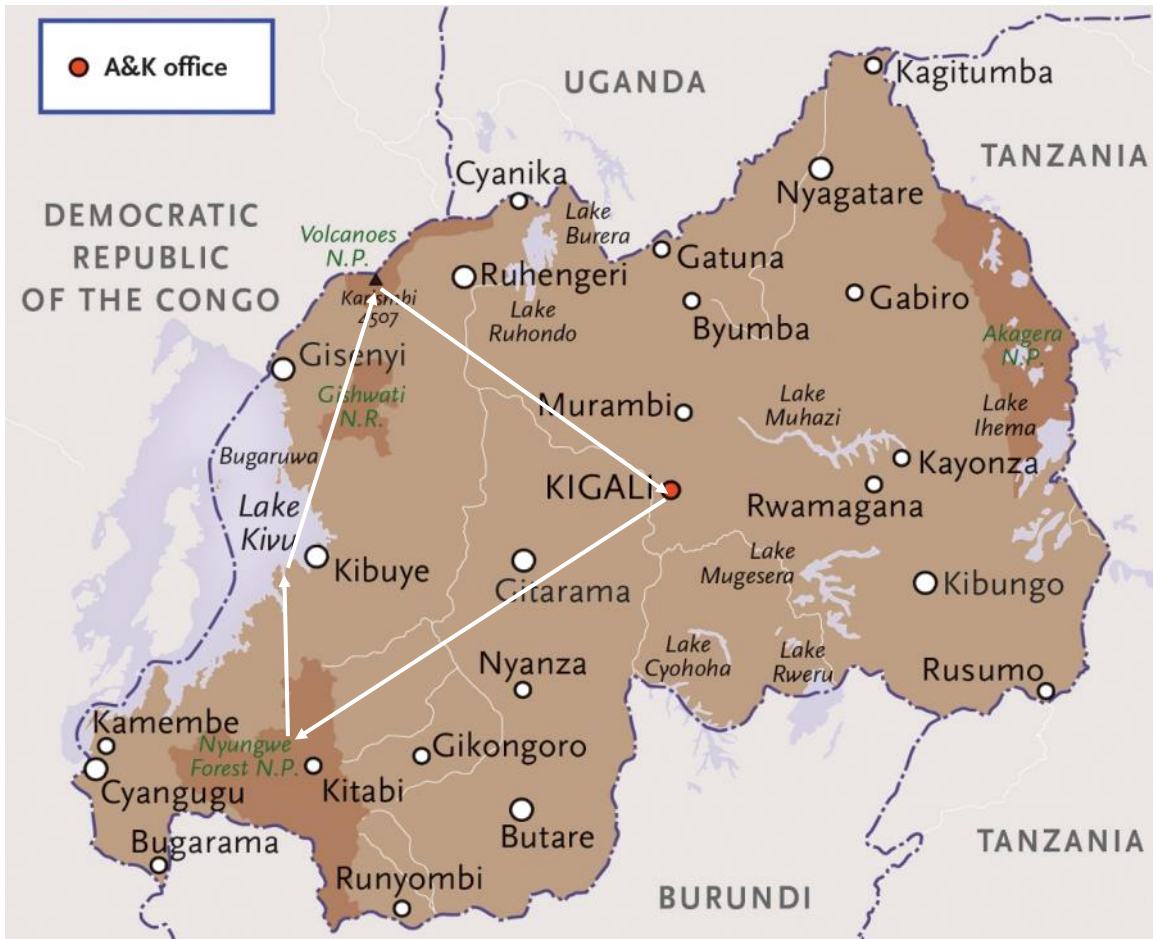 A&K office
UGANDA
Kagitumba
TANZANIA
Cyanika
Nyagatare
DEMOCRATIC
REPUBLIC
OF THE CONGO
Lake
Burera
Volcanoes
N.P.
Gatuna
Ruhengeri
Karisimbi
4507
Lake
Ruhondo
Byumba
Gabiro
Akagera
N.P.
Gisenyi
Gishwati
N.R.
Murambi
Lake
Muhazi
Lake
Ihema
Bugaruwa
Kayonza
KIGALI
Rwamagana
Lake
Kivu
Kibuye
Gitarama
Lake
Mugesera
Kibungo
Nyanza
Lake
Cyohoha
Lake
Rweru
Rusumo
Kamembe
Nyungwe
Forest N.P.
Gikongoro
Cyangugu
Kitabi
Butare
Bugarama
TANZANIA
Runyombi
BURUNDI